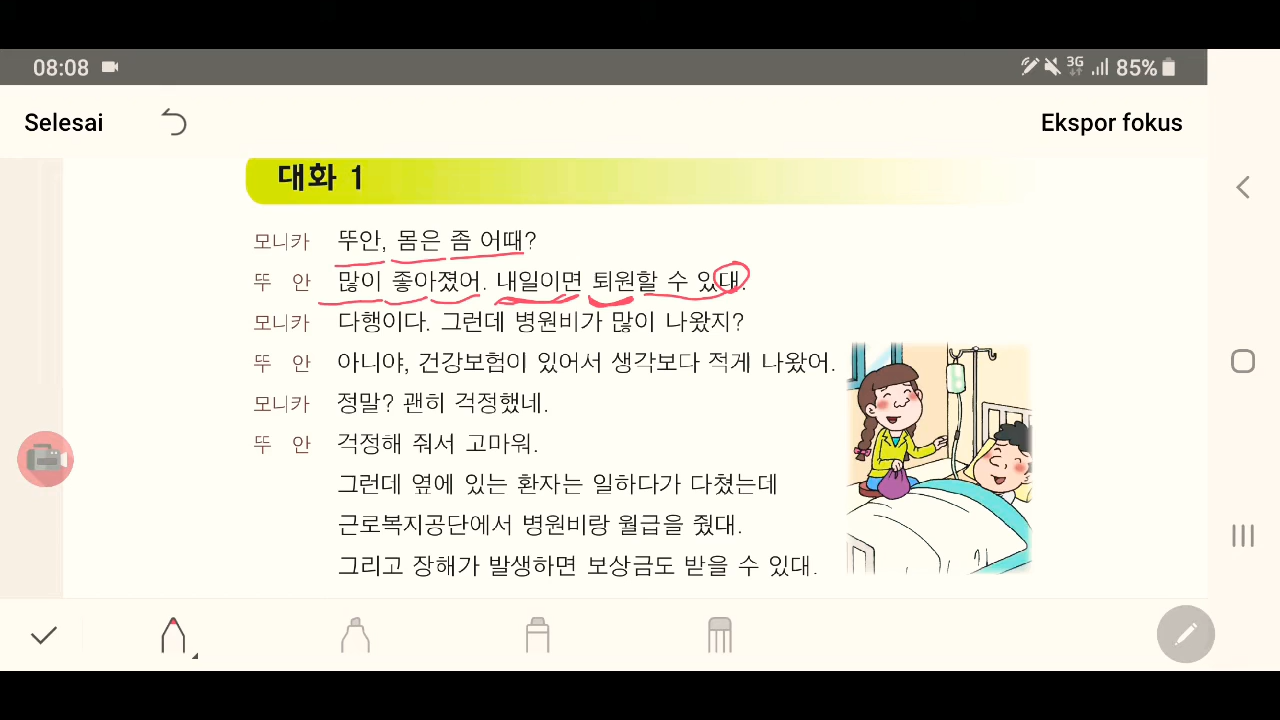 08:08 3G 85%
Selesai Ekspor fokus
대화 1
모니카 뚜안, 몸은 좀 어때?
뚜 안 많이 좋아졌어. 내일이면 퇴원할 수 있대.
모니카 다행이다. 그런데 병원비가 많이 나왔지?
뚜 안 아니야, 건강보험이 있어서 생각보다 적게 나왔어.
모니카 정말? 괜히 걱정했네.
뚜 안 걱정해 줘서 고마워.
그런데 옆에 있는 환자는 일하다가 다쳤는데
근로복지공단에서 병원비랑 월급을 줬대.
그리고 장해가 발생하면 보상금도 받을 수 있대.